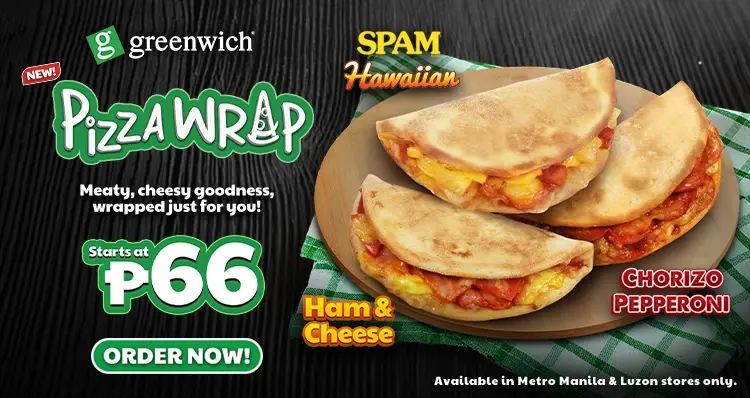 g greenwich®
NEW!
PIZZAWRAP
Meaty, cheesy goodness,
wrapped just for you!
Starts at
₱66
ORDER NOW!
SPAM
Hawaiian
Ham &
Cheese
CHORIZO
PEPPERONI
Available in Metro Manila & Luzon stores only.